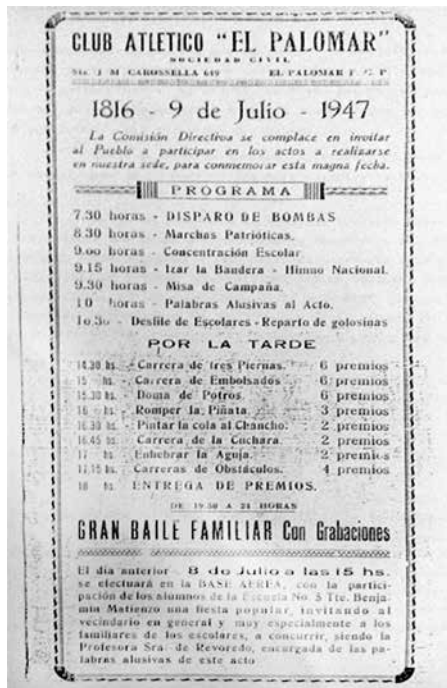 CLUB ATLETICO "EL PALOMAR"
SOCIEDAD CIVIL
J M CAROSSELLA 649 EL PALOMAR F. C. P.
1816 - 9 de Julio - 1947
La Comisión Directiva se complace en invitar
al Pueblo a participar en los actos a realizarse
en nuestra sede, para conmemorar esta magna fecha.
PROGRAMA
7.30 horas - DISPARO DE BOMBAS
8.30 horas - Marchas Patrióticas.
9.00 horas - Concentración Escolar
9.15 horas - Izar la Bandera - Himno Nacional.
9.30 horas - Misa de Campaña.
10 horas - Palabras Alusivas al Acto.
10.30 - Desfile de Escolares - Reparto de golosinas
POR LA TARDE
14.30 hs. - Carrera de tres Piernas. 6 premios
15 hs. - Carrera de Embolsados 6 premios
15.30 hs. - Doma de Potros. 6 premios
16 hs. - Romper la Piñata. 3 premios
16.30 hs. - Pintar la cola al Chancho. 2 premios
16.45 hs. - Carrera de la Cuchara. 2 premios
17 hs. - Enhebrar la Aguja. 2 premios
17.15 hs. - Carreras de Obstáculos. 4 premios
18 hs. ENTREGA DE PREMIOS.
DE 19.30 A 24 HORAS
GRAN BAILE FAMILIAR Con Grabaciones
El día anterior - 8 de Julio a las 15 hs.
se efectuará en la BASE AEREA, con la partici-
pación de los alumnos de la Escuela No. 5 Tte. Benja-
mín Matienzo una fiesta popular, invitando al
vecindario en general y muy especialmente a los
familiares de los escolares, a concurrir, siendo la
Profesora Sra. de Revoredo, encargada de las pa-
labras alusivas de este acto